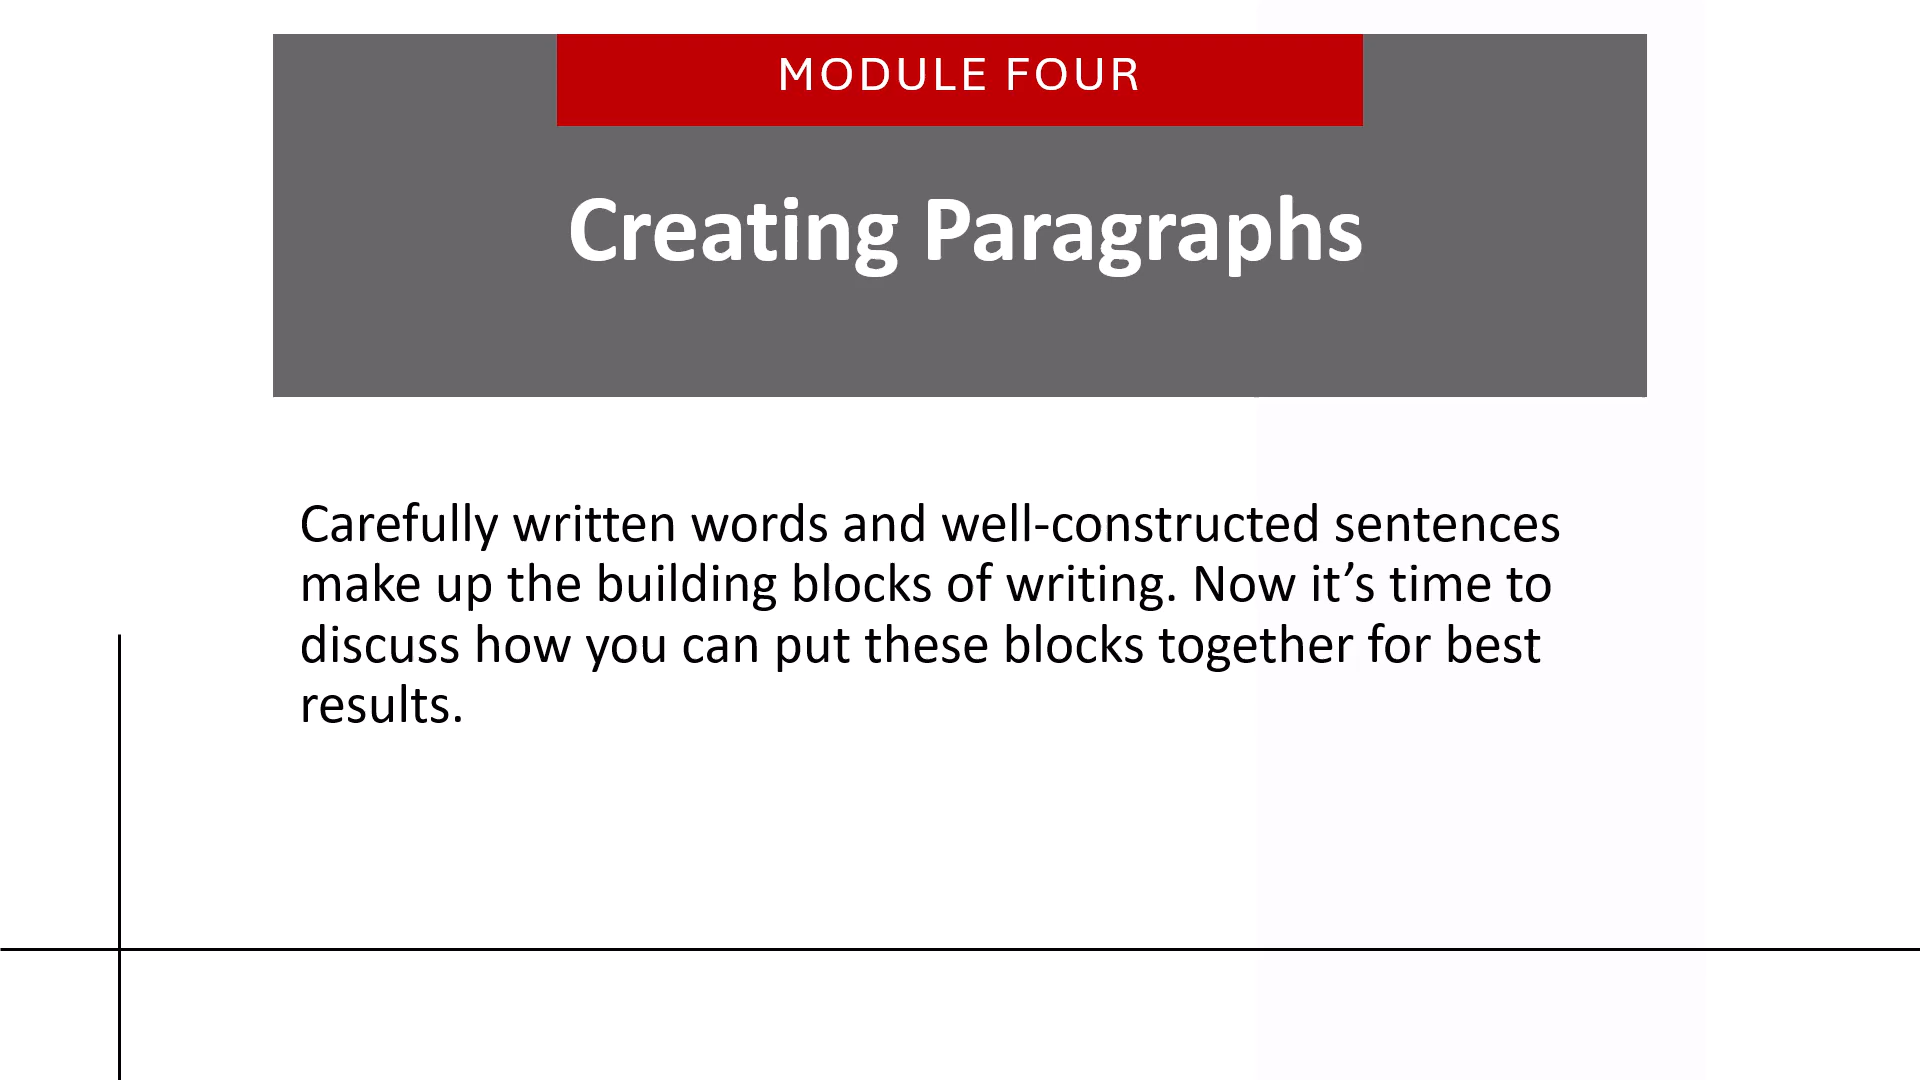 MODULE FOUR
Creating Paragraphs
Carefully written words and well-constructed sentences
make up the building blocks of writing. Now it’s time to
discuss how you can put these blocks together for best
results.